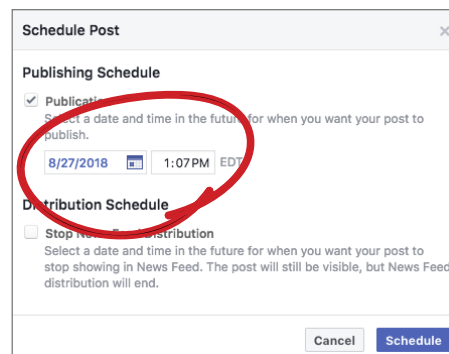 Schedule Post
Publishing Schedule
Publication
Select a date and time in the future for when you want your post to
publish.
8/27/2018 1:07PM EDT
Distribution Schedule
Stop News Feed Distribution
Select a date and time in the future for when you want your post to
stop showing in News Feed. The post will still be visible, but News Feed
distribution will end.
Cancel Schedule